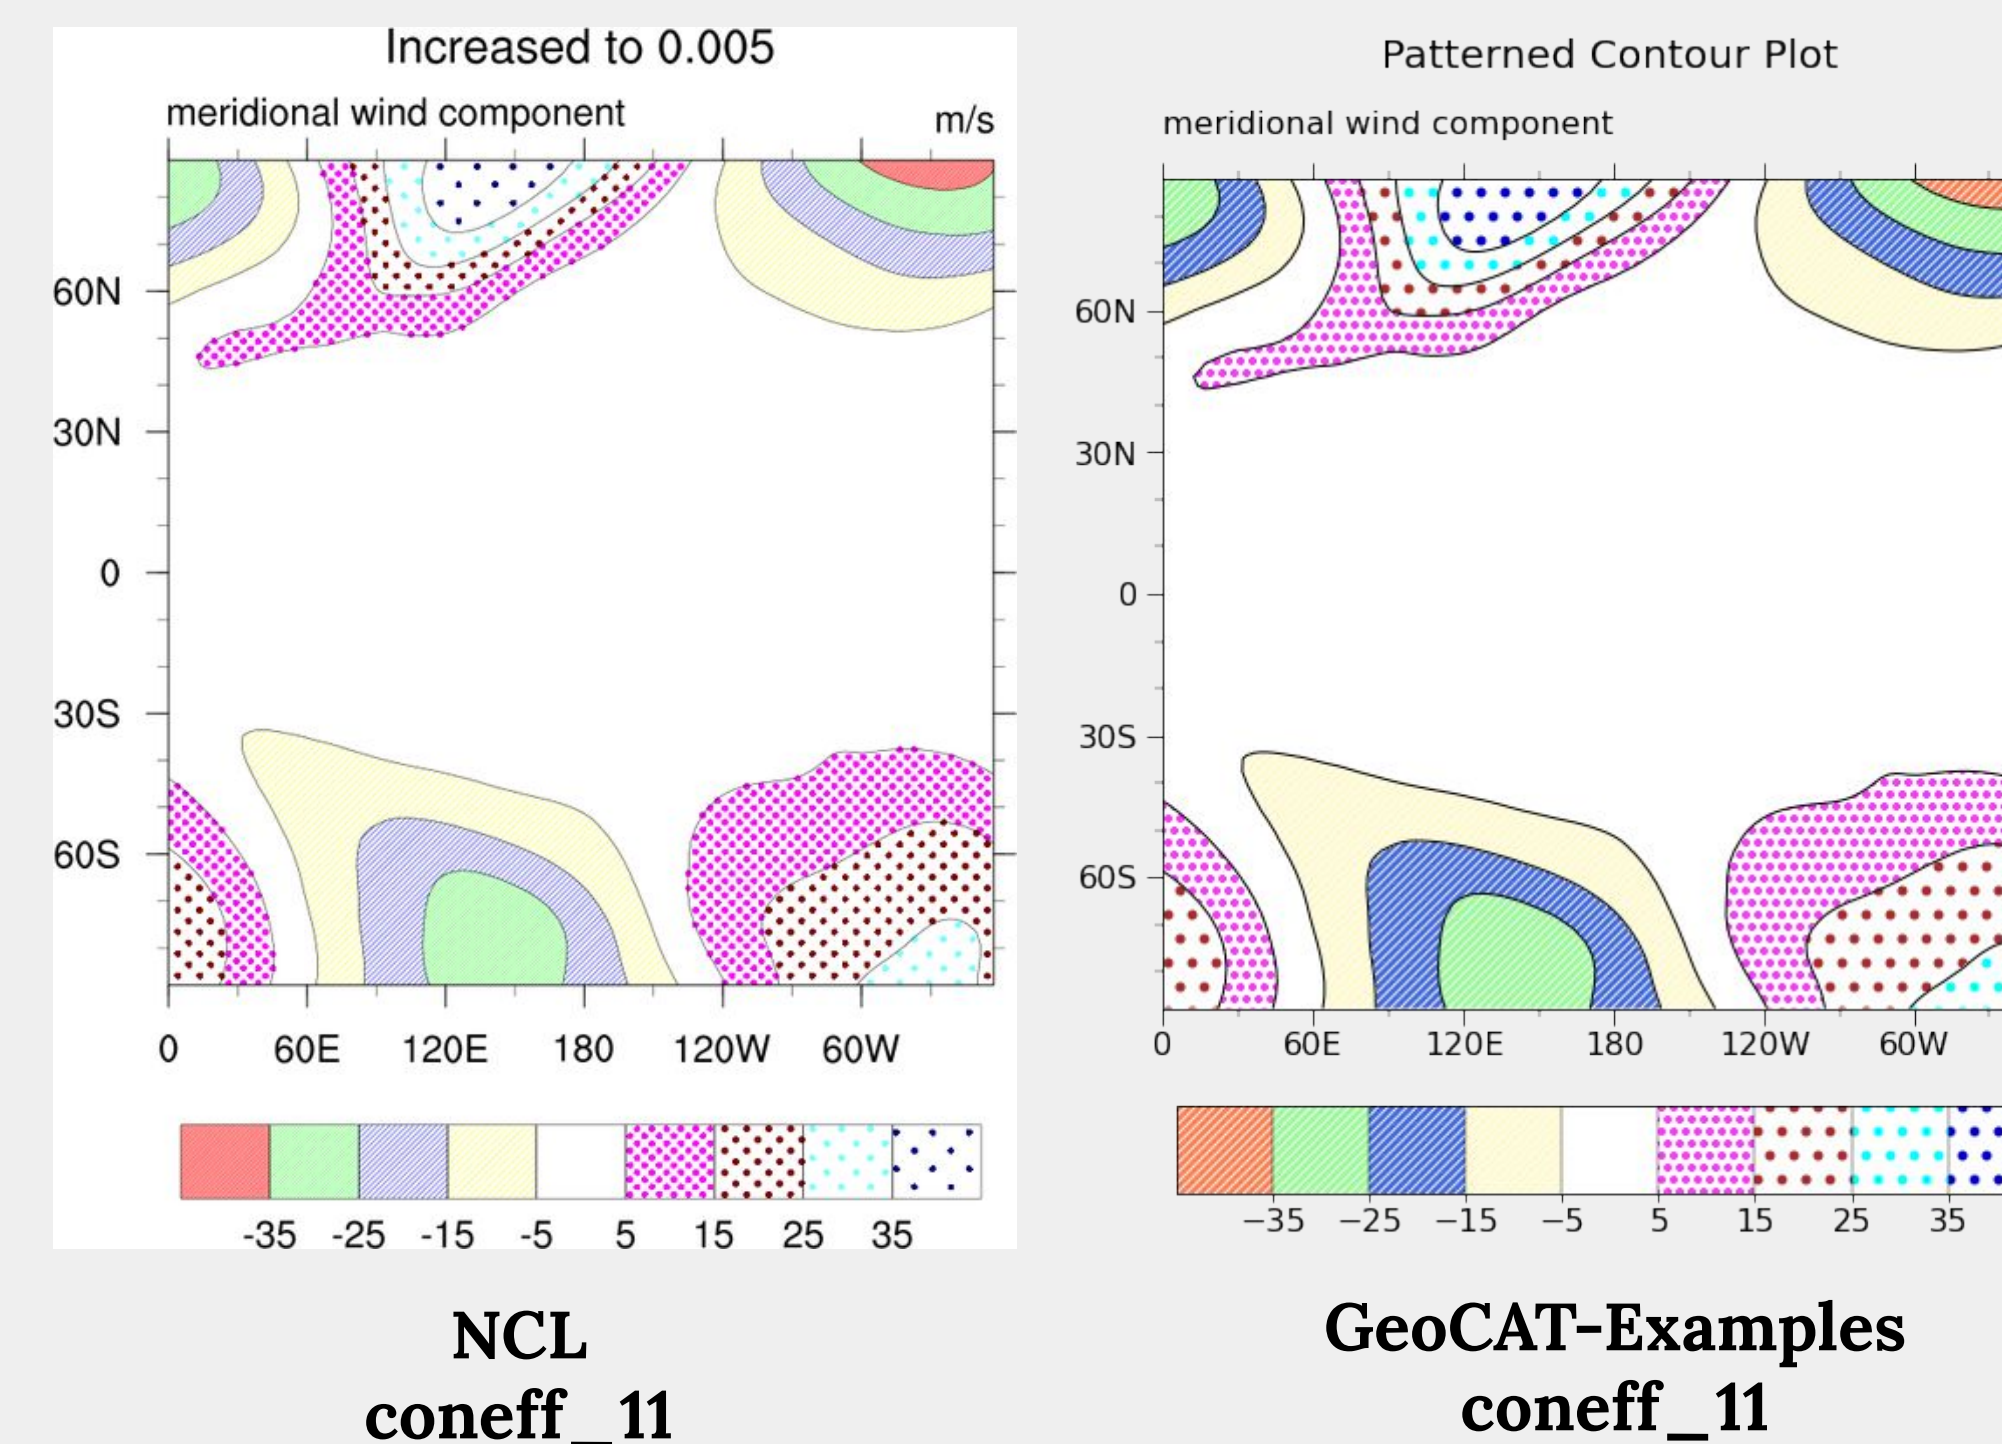 Increased to 0.005
meridional wind component m/s
60N
30N
0
30S
60S
0 60E 120E 180 120W 60W
-35 -25 -15 -5 5 15 25 35
NCL
coneff_11
Patterned Contour Plot
meridional wind component
60N
30N
0
30S
60S
0 60E 120E 180 120W 60W
−35 −25 −15 −5 5 15 25 35
GeoCAT-Examples
coneff_11